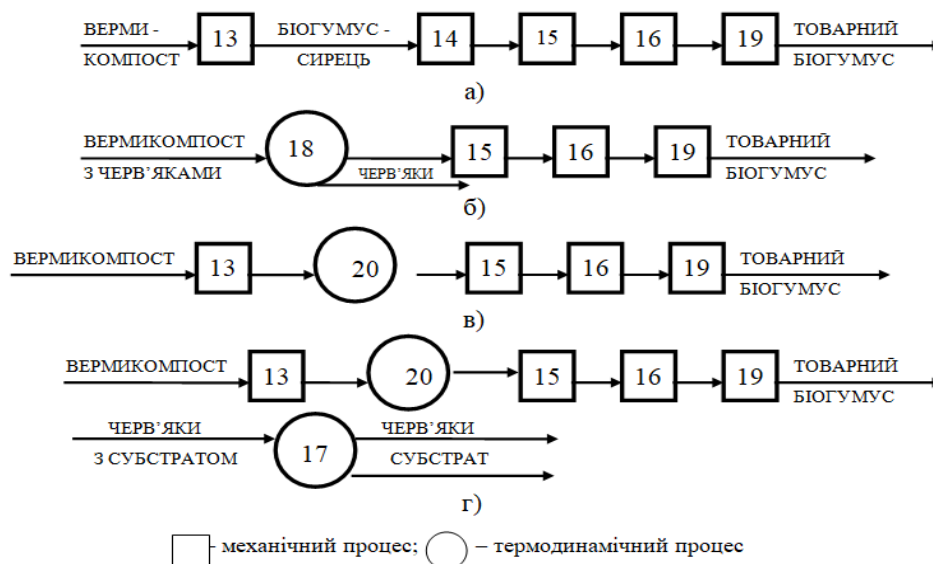 ВЕРМИ - 13 БІОГУМУС - 14 15 16 19 ТОВАРНИЙ
КОМПОСТ СИРЕЦЬ БІОГУМУС
а)
ВЕРМИКОМПОСТ 18 15 16 19 ТОВАРНИЙ
З ЧЕРВ’ЯКАМИ ЧЕРВ’ЯКИ БІОГУМУС
б)
ВЕРМИКОМПОСТ 13 20 15 16 19 ТОВАРНИЙ
БІОГУМУС
в)
ВЕРМИКОМПОСТ 13 20 15 16 19 ТОВАРНИЙ
БІОГУМУС
ЧЕРВ’ЯКИ 17 ЧЕРВ’ЯКИ
З СУБСТРАТОМ СУБСТРАТ
г)
- механічний процес; – термодинамічний процес